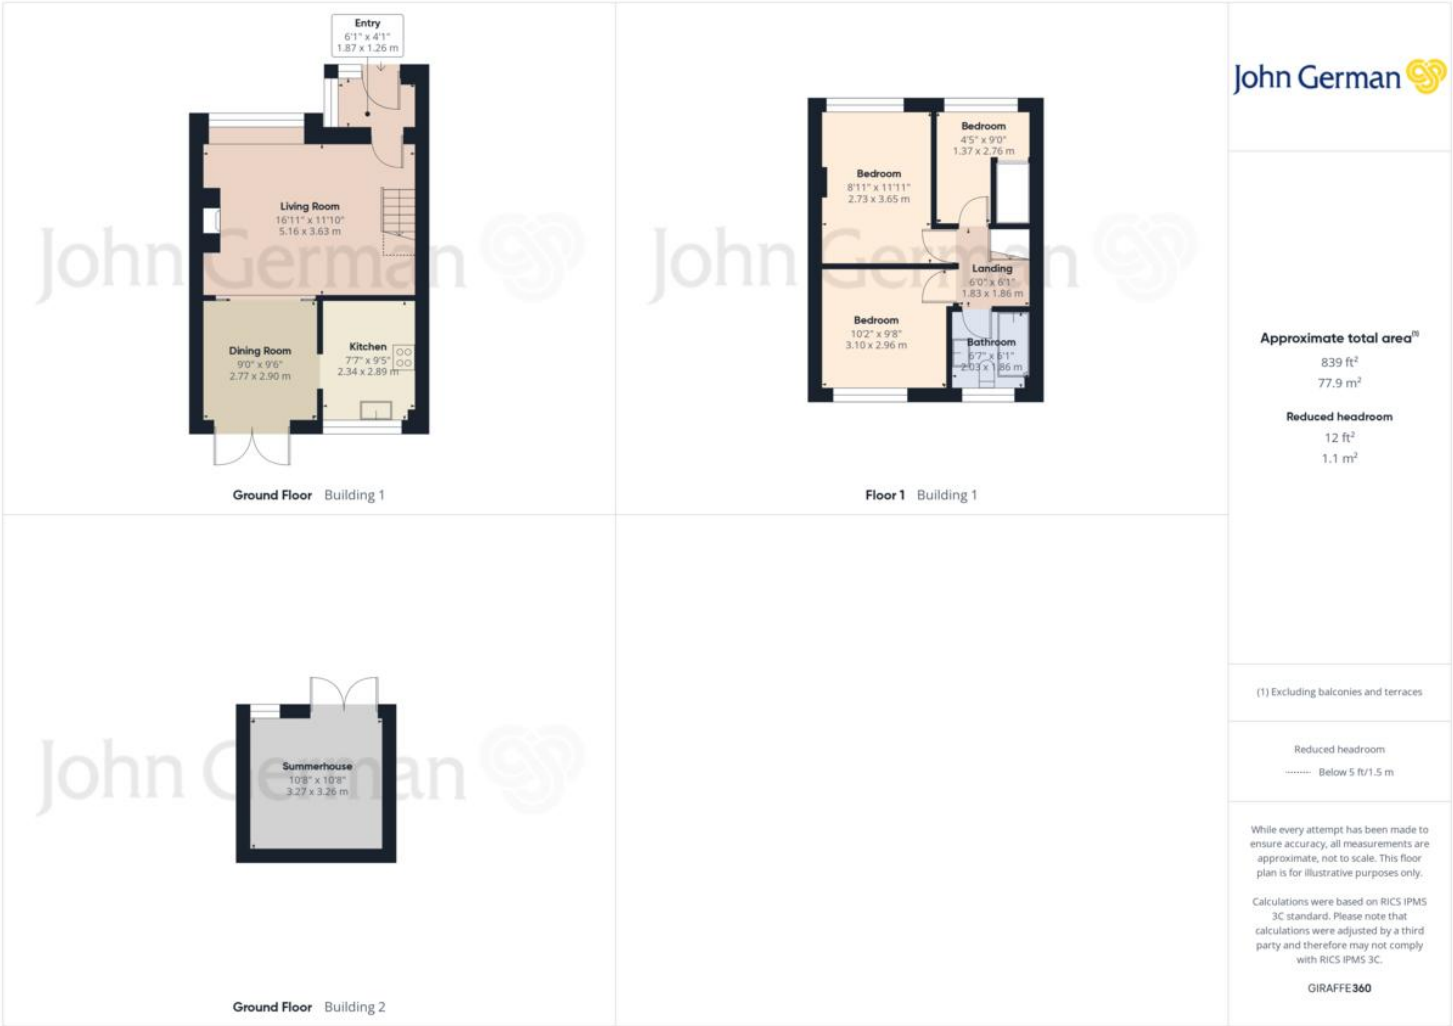 Entry
6'1" x 4'1"
1.87 x 1.26 m
Living Room
16'11" x 11'10"
5.16 x 3.63 m
Dining Room
9'0" x 9'6"
2.77 x 2.90 m
Kitchen
7'7" x 9'5"
2.34 x 2.89 m
John German
Ground Floor Building 1
Bedroom
4'5" x 9'0"
1.37 x 2.76 m
Bedroom
8'11" x 11'11"
2.73 x 3.65 m
Landing
6'0" x 6'1"
1.83 x 1.86 m
Bedroom
10'2" x 9'8"
3.10 x 2.96 m
Bathroom
6'7" x 6'1"
2.03 x 1.86 m
John German
Floor 1 Building 1
Summerhouse
10'8" x 10'8"
3.27 x 3.26 m
John German
Ground Floor Building 2
John German
Approximate total area(1)
839 ft²
77.9 m²
Reduced headroom
12 ft²
1.1 m²
(1) Excluding balconies and terraces
Reduced headroom
Below 5 ft/1.5 m
While every attempt has been made to
ensure accuracy, all measurements are
approximate, not to scale. This floor
plan is for illustrative purposes only.
Calculations were based on RICS IPMS
3C standard. Please note that
calculations were adjusted by a third
party and therefore may not comply
with RICS IPMS 3C.
GIRAFFE360